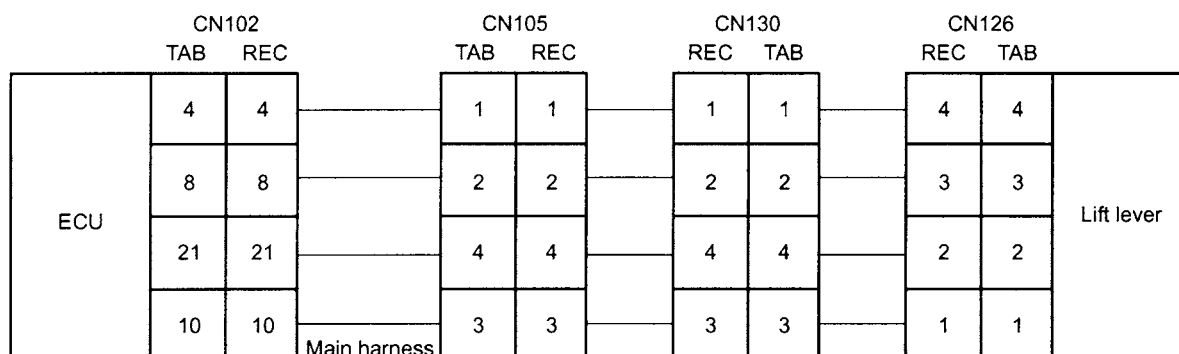 CN102 CN105 CN130 CN126
TAB REC TAB REC REC TAB REC TAB
4 4 1 1 1 1 4 4
8 8 2 2 2 2 3 3
ECU Lift lever
21 21 4 4 4 4 2 2
10 10 3 3 3 3 1 1
Main harness